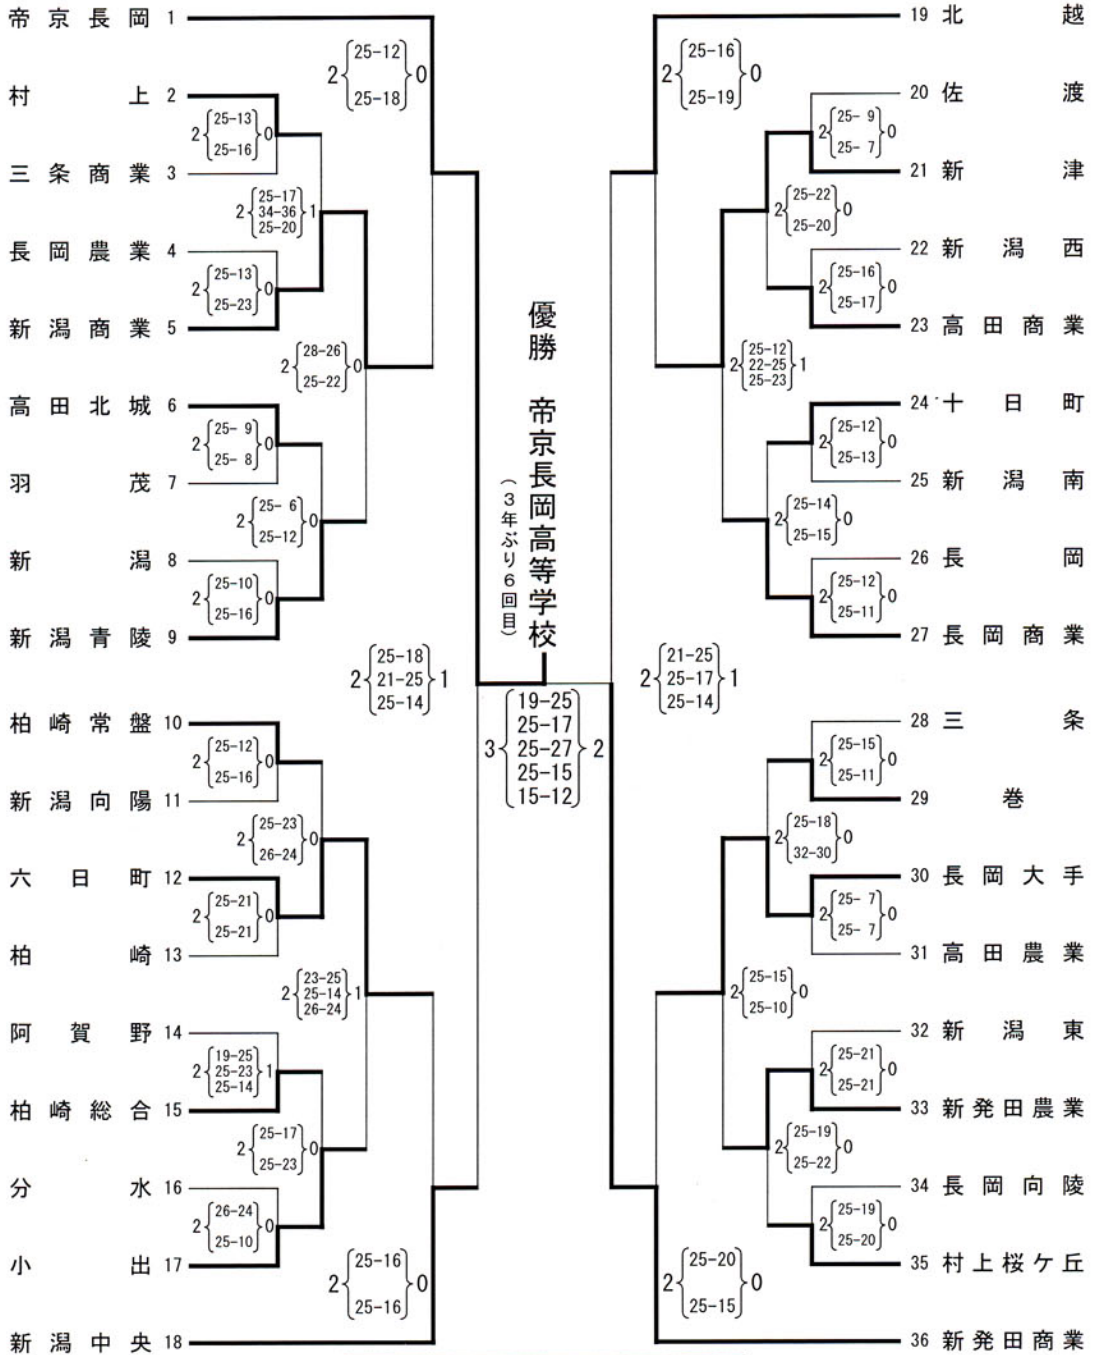 帝京長岡 1
2 25-12 0
25-18
村上 2
2 25-13 0
25-16
三条商業 3
2 25-17 1
34-36
25-20
長岡農業 4
2 25-13 0
25-23
新潟商業 5
2 28-26 0
25-22
高田北城 6
2 25- 9 0
25- 8
羽茂 7
2 25- 6 0
25-12
新潟 8
2 25-10 0
25-16
新潟青陵 9
2 25-18 1
21-25
25-14
柏崎常盤 10
2 25-12 0
25-16
新潟向陽 11
2 25-23 0
26-24
六日町 12
2 25-21 0
25-21
柏崎 13
2 23-25 1
25-14
26-24
阿賀野 14
2 19-25 1
25-23
25-14
柏崎総合 15
2 25-17 0
25-23
分水 16
2 26-24 0
25-10
小出 17
2 25-16 0
25-16
新潟中央 18
優勝 帝京長岡高等学校
(3年ぶり6回目)
3 19-25 2
25-17
25-27
25-15
15-12
19 北越
2 25-16 0
25-19
20 佐渡
2 25- 9 0
25- 7
21 新津
2 25-22 0
25-20
22 新潟西
2 25-16 0
25-17
23 高田商業
2 25-12 1
22-25
25-23
24 十日町
2 25-12 0
25-13
25 新潟南
2 25-14 0
25-15
26 長岡
2 25-12 0
25-11
27 長岡商業
2 21-25 1
25-17
25-14
28 三条
2 25-15 0
25-11
29 巻
2 25-18 0
32-30
30 長岡大手
2 25- 7 0
25- 7
31 高田農業
2 25-15 0
25-10
32 新潟東
2 25-21 0
25-21
33 新発田農業
2 25-19 0
25-22
34 長岡向陵
2 25-19 0
25-20
35 村上桜ケ丘
2 25-20 0
25-15
36 新発田商業